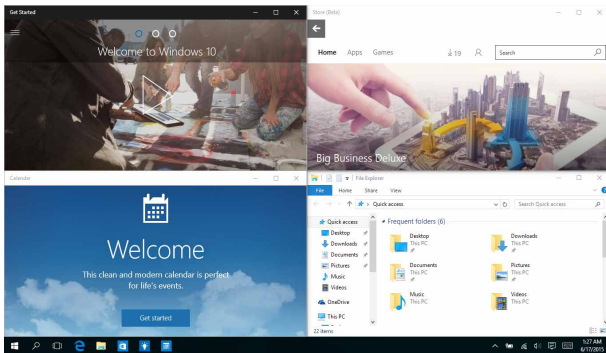 Get Started
Welcome to Windows 10
Store (Beta)
Home Apps Games 19 Search
Big Business Deluxe
Calendar
Welcome
This clean and modern calendar is perfect
for life's events.
Get started
File Explorer
File Home Share View
Quick access Search Quick access
Quick access
Desktop
Downloads
Documents
Pictures
Music
Videos
OneDrive
This PC
22 items
Frequent folders (6)
Desktop
This PC
Downloads
This PC
Documents
This PC
Pictures
This PC
Music
This PC
Videos
This PC
5:27 AM
6/17/2015